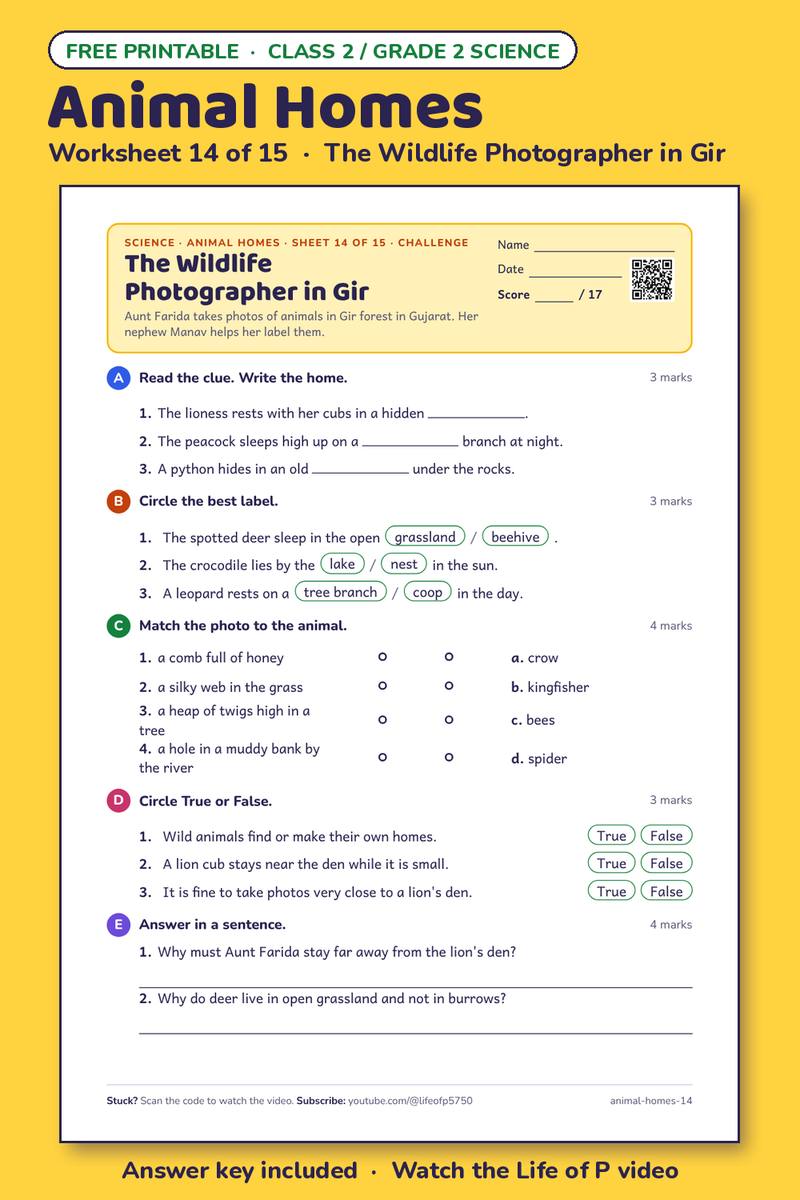 FREE PRINTABLE · CLASS 2 / GRADE 2 SCIENCE
Animal Homes
Worksheet 14 of 15 · The Wildlife Photographer in Gir
SCIENCE · ANIMAL HOMES · SHEET 14 OF 15 · CHALLENGE
The Wildlife
Photographer in Gir
Aunt Farida takes photos of animals in Gir forest in Gujarat. Her
nephew Manav helps her label them.
Name ____________________
Date ______________
Score ______ / 17
A Read the clue. Write the home. 3 marks
1. The lioness rests with her cubs in a hidden ______________.
2. The peacock sleeps high up on a ______________ branch at night.
3. A python hides in an old ______________ under the rocks.
B Circle the best label. 3 marks
1. The spotted deer sleep in the open grassland / beehive .
2. The crocodile lies by the lake / nest in the sun.
3. A leopard rests on a tree branch / coop in the day.
C Match the photo to the animal. 4 marks
1. a comb full of honey a. crow
2. a silky web in the grass b. kingfisher
3. a heap of twigs high in a
tree c. bees
4. a hole in a muddy bank by
the river d. spider
D Circle True or False. 3 marks
1. Wild animals find or make their own homes. True False
2. A lion cub stays near the den while it is small. True False
3. It is fine to take photos very close to a lion's den. True False
E Answer in a sentence. 4 marks
1. Why must Aunt Farida stay far away from the lion's den?
2. Why do deer live in open grassland and not in burrows?
Stuck? Scan the code to watch the video. Subscribe: youtube.com/@lifeofp5750 animal-homes-14
Answer key included · Watch the Life of P video